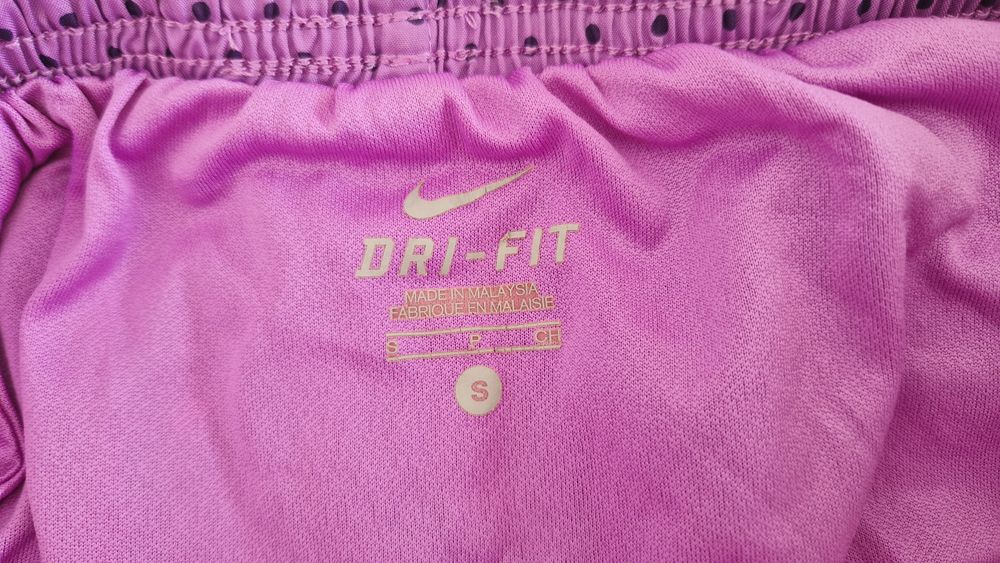 DRI-FIT
MADE IN MALAYSIA
FABRIQUE EN MALAISIE
S P CH
S